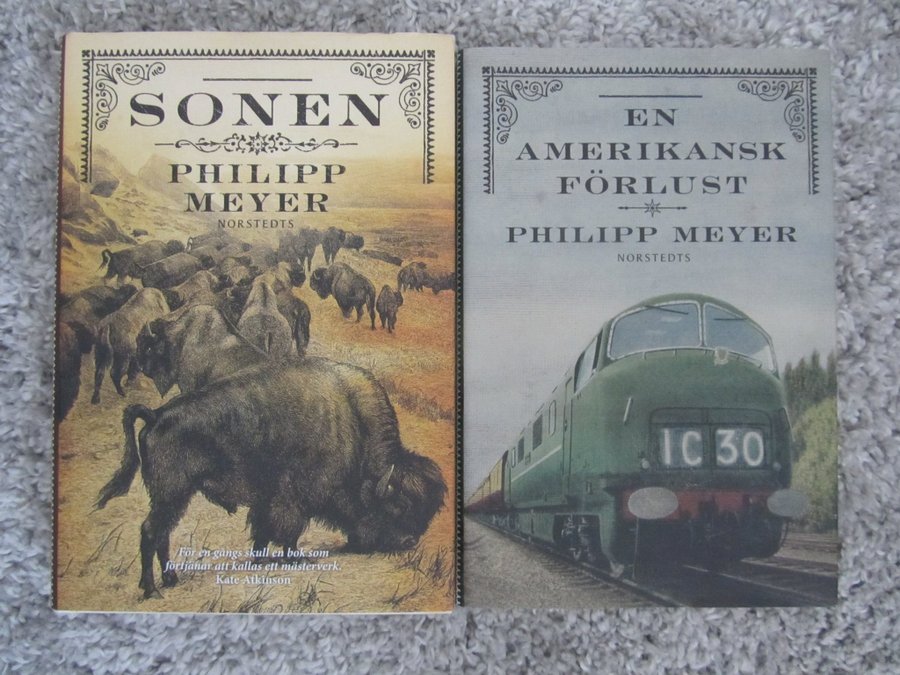 SONEN
PHILIPP
MEYER
NORSTEDTS
För en gångs skull en bok som
förtjänar att kallas ett mästerverk.
Kate Atkinson
EN
AMERIKANSK
FÖRLUST
PHILIPP MEYER
NORSTEDTS
1C 30